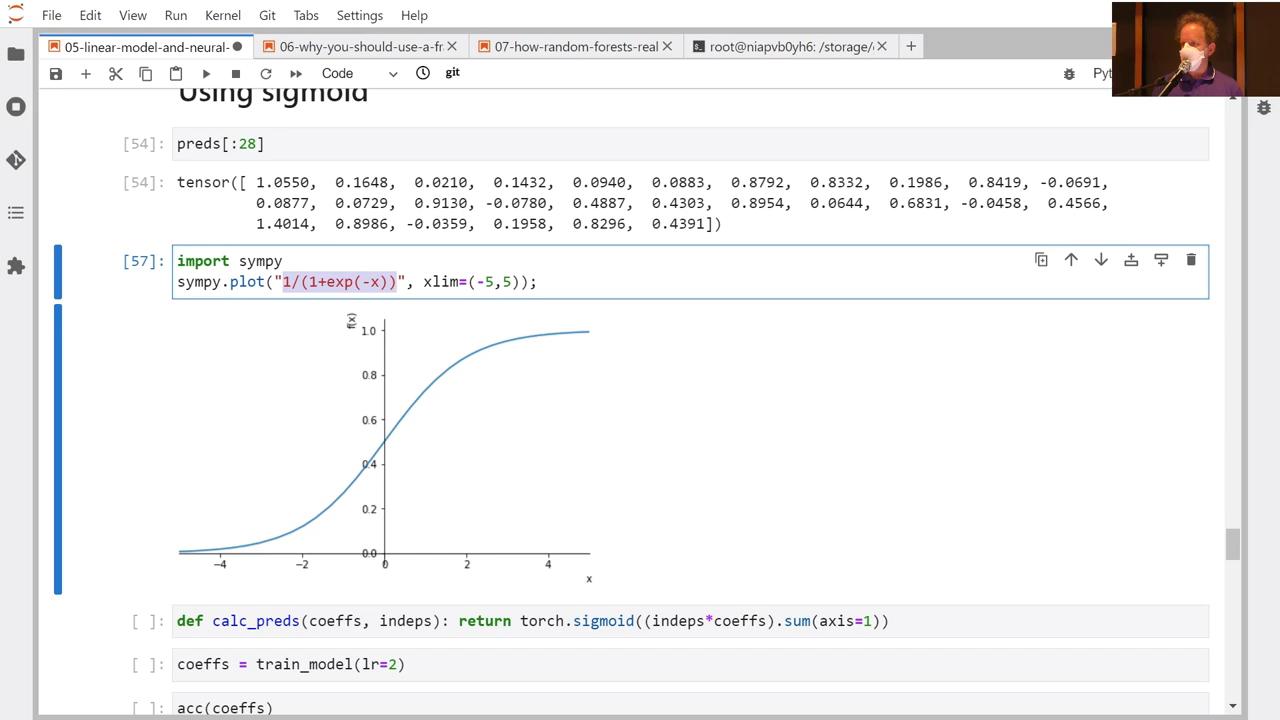 File Edit View Run Kernel Git Tabs Settings Help
05-linear-model-and-neural- 06-why-you-should-use-a-fr 07-how-random-forests-real root@niapvb0yh6: /storage/
Code git Pyt
Using sigmoid
[54]: preds[:28]
[54]: tensor([ 1.0550, 0.1648, 0.0210, 0.1432, 0.0940, 0.0883, 0.8792, 0.8332, 0.1986, 0.8419, -0.0691,
0.0877, 0.0729, 0.9130, -0.0780, 0.4887, 0.4303, 0.8954, 0.0644, 0.6831, -0.0458, 0.4566,
1.4014, 0.8986, -0.0359, 0.1958, 0.8296, 0.4391])
[57]: import sympy
sympy.plot("1/(1+exp(-x))", xlim=(-5,5));
f(x)
1.0
0.8
0.6
0.4
0.2
0.0
−4 −2 0 2 4
x
[ ]: def calc_preds(coeffs, indeps): return torch.sigmoid((indeps*coeffs).sum(axis=1))
[ ]: coeffs = train_model(lr=2)
[ ]: acc(coeffs)